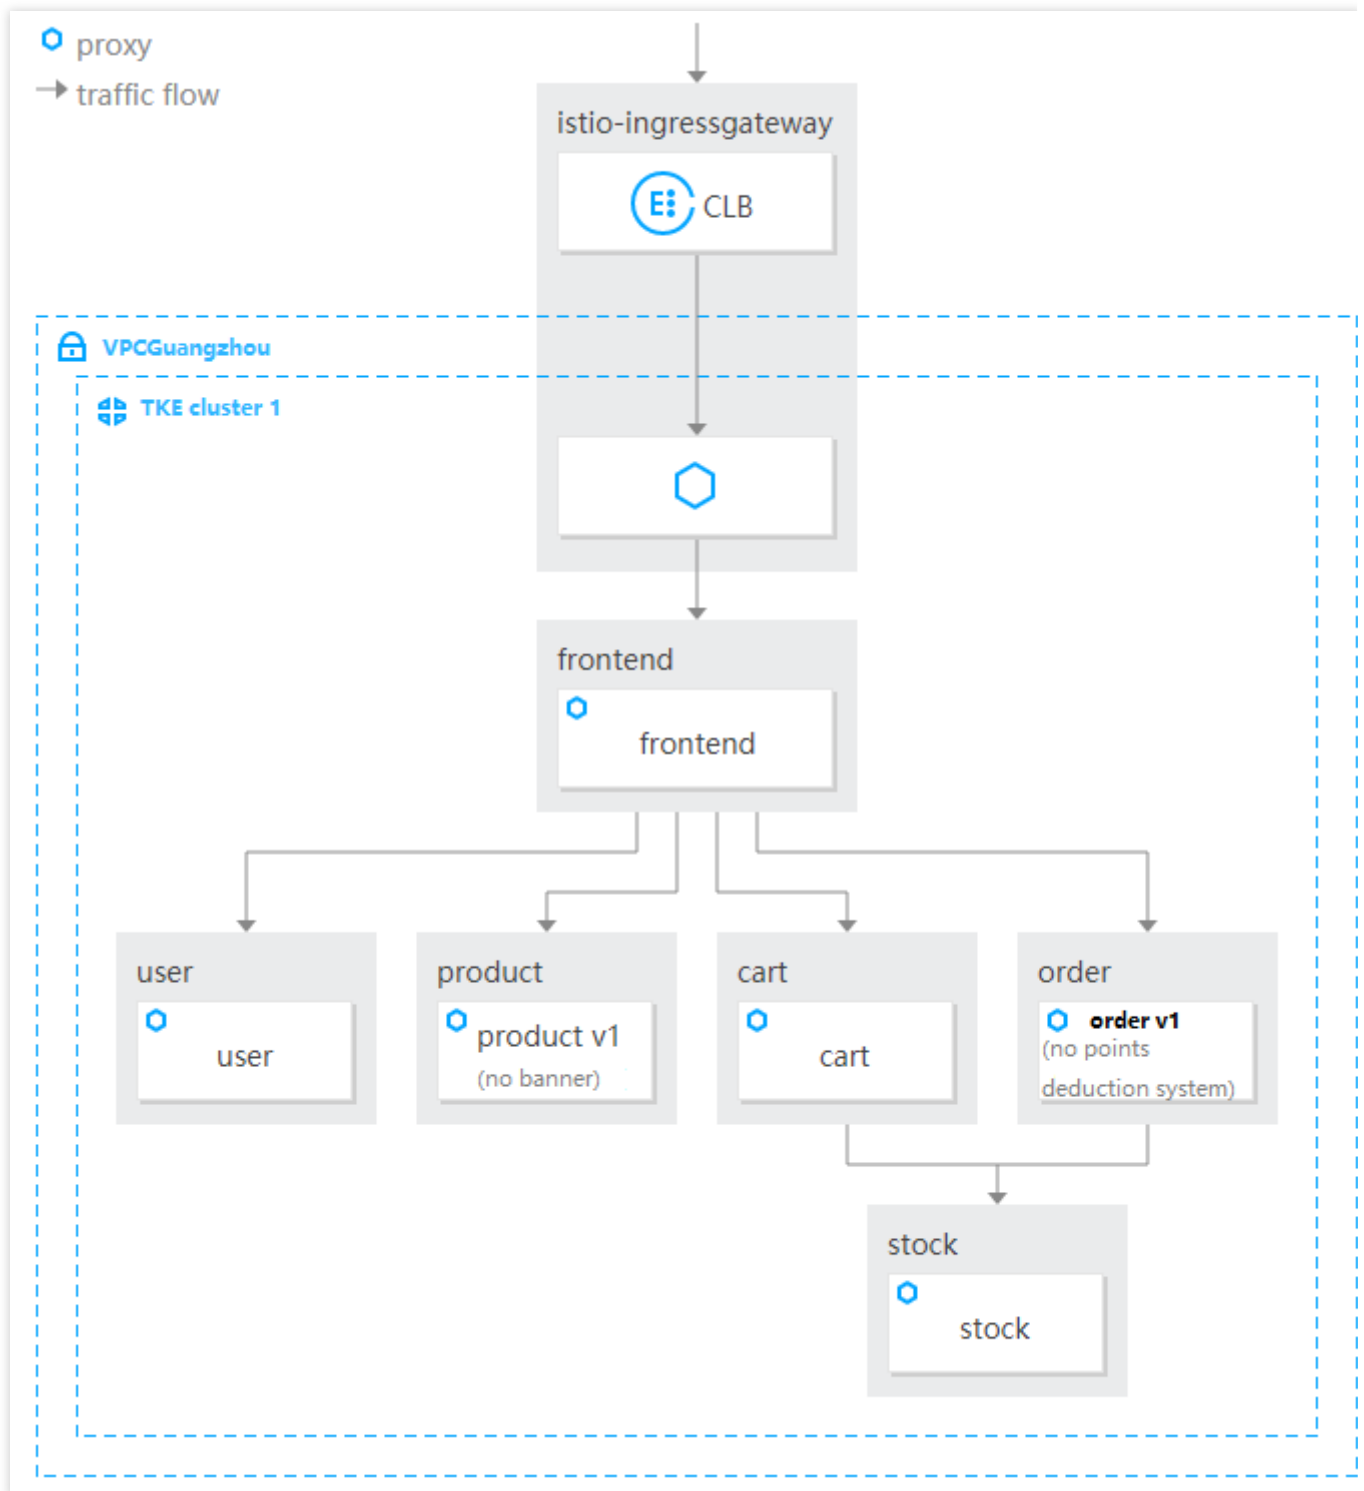 proxy
traffic flow
istio-ingressgateway
CLB
VPCGuangzhou
TKE cluster 1
frontend
frontend
user
user
product
product v1
(no banner)
cart
cart
order
order v1
(no points
deduction system)
stock
stock